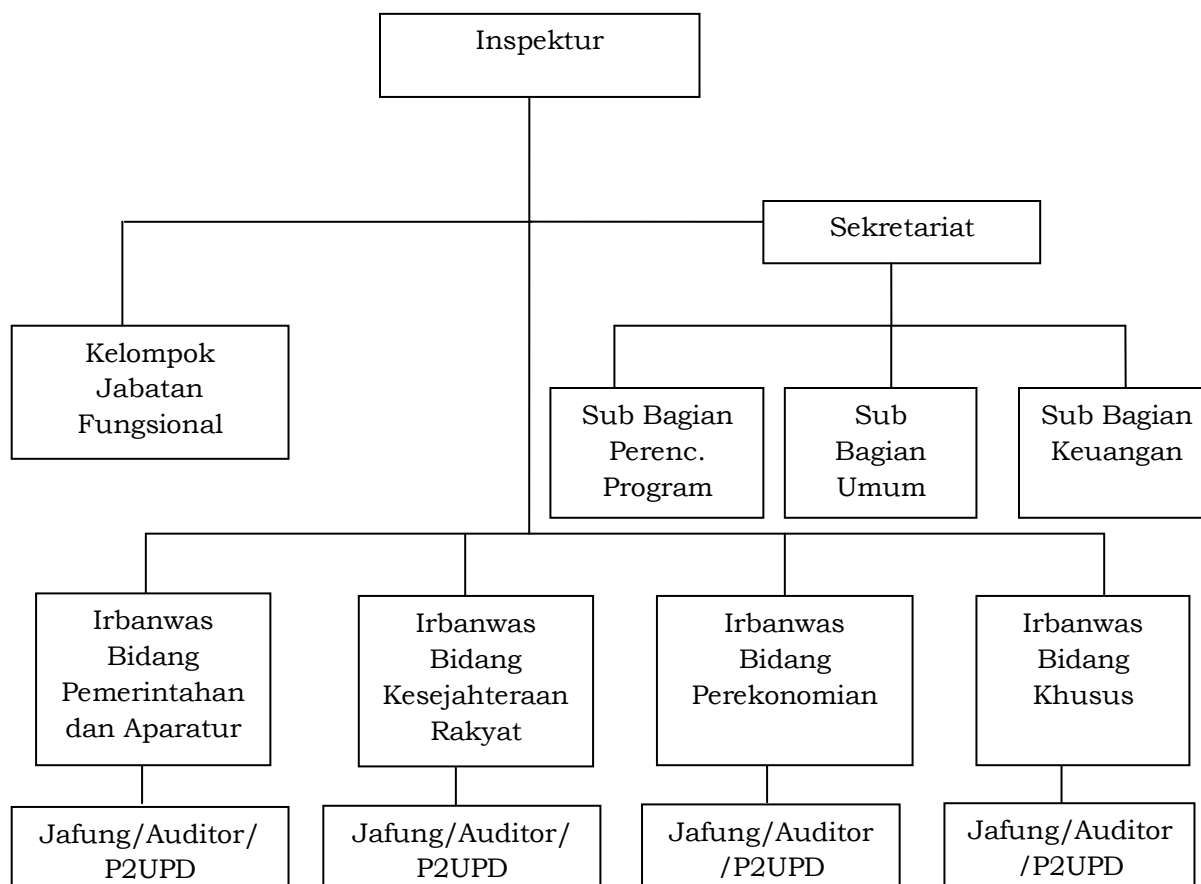 Inspektur
Sekretariat
Kelompok
Jabatan
Fungsional
Sub Bagian
Perenc.
Program
Sub
Bagian
Umum
Sub Bagian
Keuangan
Irbanwas
Bidang
Pemerintahan
dan Aparatur
Irbanwas
Bidang
Kesejahteraan
Rakyat
Irbanwas
Bidang
Perekonomian
Irbanwas
Bidang
Khusus
Jafung/Auditor/
P2UPD
Jafung/Auditor/
P2UPD
Jafung/Auditor
/P2UPD
Jafung/Auditor
/P2UPD